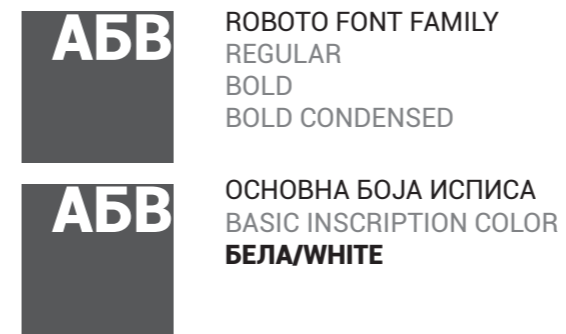 АБВ
ROBOTO FONT FAMILY
REGULAR
BOLD
BOLD CONDENSED
АБВ
ОСНОВНА БОЈА ИСПИСА
BASIC INSCRIPTION COLOR
БЕЛА/WHITE